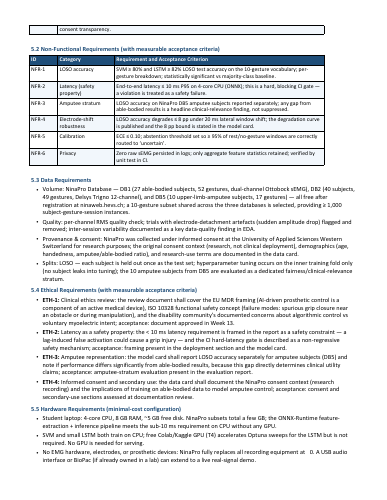 consent transparency.
5.2 Non-Functional Requirements (with measurable acceptance criteria)
ID Category Requirement and Acceptance Criterion
NFR-1 LOSO accuracy SVM ≥ 80% and LSTM ≥ 82% LOSO test accuracy on the 10-gesture vocabulary; per-
gesture breakdown; statistically significant vs majority-class baseline.
NFR-2 Latency (safety property) End-to-end latency ≤ 10 ms P95 on 4-core CPU (ONNX); this is a hard, blocking CI gate —
a violation is treated as a safety failure.
NFR-3 Amputee stratum LOSO accuracy on NinaPro DB5 amputee subjects reported separately; any gap from
able-bodied results is a headline clinical-risk finding, not suppressed.
NFR-4 Electrode-shift robustness LOSO accuracy degrades ≤ 8 pp under 20 ms lateral window shift; the degradation curve
is published and the 8 pp bound is stated in the model card.
NFR-5 Calibration ECE ≤ 0.10; abstention threshold set so ≥ 95% of rest/no-gesture windows are correctly
routed to 'uncertain'.
NFR-6 Privacy Zero raw sEMG persisted in logs; only aggregate feature statistics retained; verified by
unit test in CI.
5.3 Data Requirements
• Volume: NinaPro Database — DB1 (27 able-bodied subjects, 52 gestures, dual-channel Ottobock sEMG), DB2 (40 subjects,
49 gestures, Delsys Trigno 12-channel), and DB5 (10 upper-limb-amputee subjects, 17 gestures) — all free after
registration at ninaweb.hevs.ch; a 10-gesture subset shared across the three databases is selected, providing ≥ 1,000
subject-gesture-session instances.
• Quality: per-channel RMS quality check; trials with electrode-detachment artefacts (sudden amplitude drop) flagged and
removed; inter-session variability documented as a key data-quality finding in EDA.
• Provenance & consent: NinaPro was collected under informed consent at the University of Applied Sciences Western
Switzerland for research purposes; the original consent context (research, not clinical deployment), demographics (age,
handedness, amputee/able-bodied ratio), and research-use terms are documented in the data card.
• Splits: LOSO — each subject is held out once as the test set; hyperparameter tuning occurs on the inner training fold only
(no subject leaks into tuning); the 10 amputee subjects from DB5 are evaluated as a dedicated fairness/clinical-relevance
stratum.
5.4 Ethical Requirements (with measurable acceptance criteria)
• ETH-1: Clinical ethics review: the review document shall cover the EU MDR framing (AI-driven prosthetic control is a
component of an active medical device), ISO 10328 functional safety concept (failure modes: spurious grip closure near
an obstacle or during manipulation), and the disability community's documented concerns about algorithmic control vs
voluntary myoelectric intent; acceptance: document approved in Week 13.
• ETH-2: Latency as a safety property: the < 10 ms latency requirement is framed in the report as a safety constraint — a
lag-induced false activation could cause a grip injury — and the CI hard-latency gate is described as a non-regressive
safety mechanism; acceptance: framing present in the deployment section and the model card.
• ETH-3: Amputee representation: the model card shall report LOSO accuracy separately for amputee subjects (DB5) and
note if performance differs significantly from able-bodied results, because this gap directly determines clinical utility
claims; acceptance: amputee-stratum evaluation present in the evaluation report.
• ETH-4: Informed consent and secondary use: the data card shall document the NinaPro consent context (research
recording) and the implications of training on able-bodied data to model amputee control; acceptance: consent and
secondary-use sections assessed at documentation review.
5.5 Hardware Requirements (minimal-cost configuration)
• Student laptop: 4-core CPU, 8 GB RAM, ~5 GB free disk. NinaPro subsets total a few GB; the ONNX-Runtime feature-
extraction + inference pipeline meets the sub-10 ms requirement on CPU without any GPU.
• SVM and small LSTM both train on CPU; free Colab/Kaggle GPU (T4) accelerates Optuna sweeps for the LSTM but is not
required. No GPU is needed for serving.
• No EMG hardware, electrodes, or prosthetic devices: NinaPro fully replaces all recording equipment at 0. A USB audio
interface or BioPac (if already owned in a lab) can extend to a live real-signal demo.